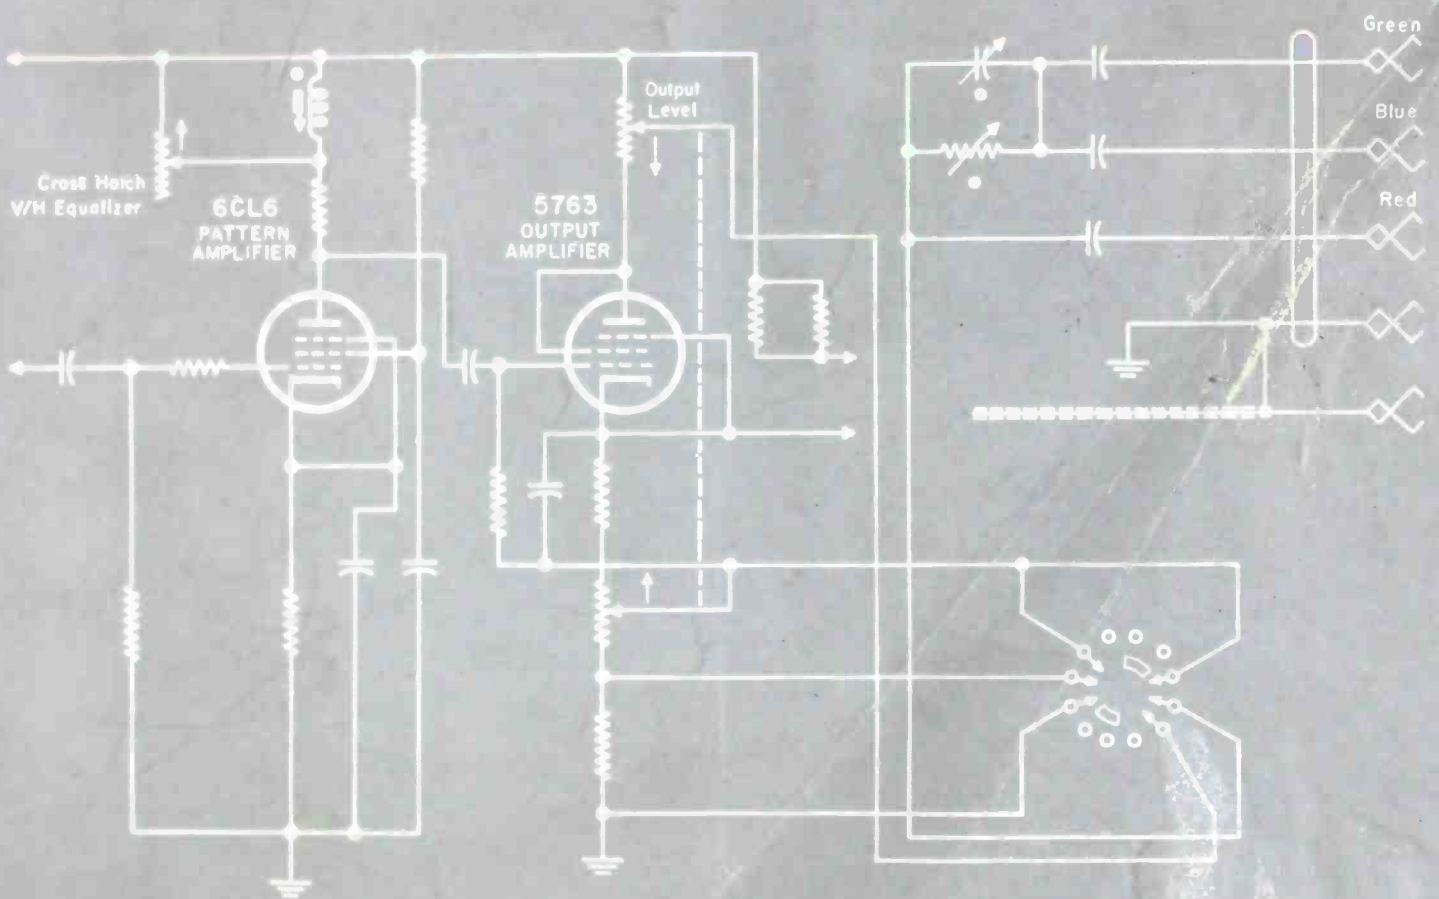 Green
Output
Level
Blue
Cross Hatch
V/H Equalizer
6CL6
PATTERN
AMPLIFIER
5763
OUTPUT
AMPLIFIER
Red